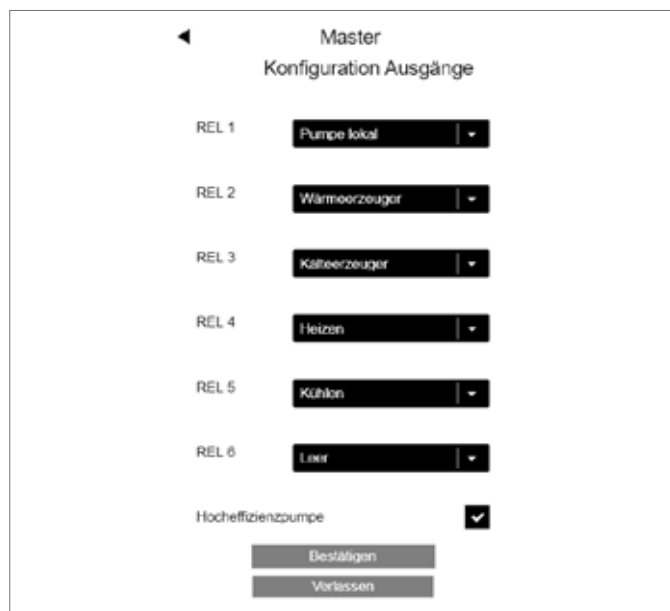 Master
Konfiguration Ausgänge
REL 1 Pumpe lokal
REL 2 Wärmeerzeuger
REL 3 Kälteerzeuger
REL 4 Heizen
REL 5 Kühlen
REL 6 Leer
Hocheffizienzpumpe
Bestätigen
Verlassen